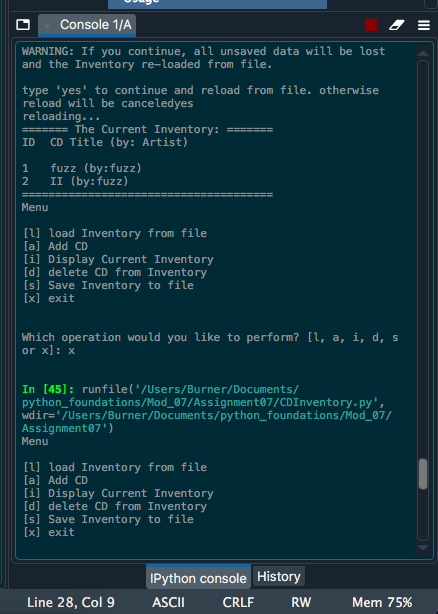 Usage
Console 1/A
WARNING: If you continue, all unsaved data will be lost
and the Inventory re-loaded from file.
type 'yes' to continue and reload from file. otherwise
reload will be canceledyes
reloading...
======= The Current Inventory: =======
ID  CD Title (by: Artist)
1   fuzz (by:fuzz)
2   II (by:fuzz)
======================================
Menu
[l] load Inventory from file
[a] Add CD
[i] Display Current Inventory
[d] delete CD from Inventory
[s] Save Inventory to file
[x] exit
Which operation would you like to perform? [l, a, i, d, s
or x]: x
In [45]: runfile('/Users/Burner/Documents/
python_foundations/Mod_07/Assignment07/CDInventory.py',
wdir='/Users/Burner/Documents/python_foundations/Mod_07/
Assignment07')
Menu
[l] load Inventory from file
[a] Add CD
[i] Display Current Inventory
[d] delete CD from Inventory
[s] Save Inventory to file
[x] exit
IPython console History
Line 28, Col 9 ASCII CRLF RW Mem 75%